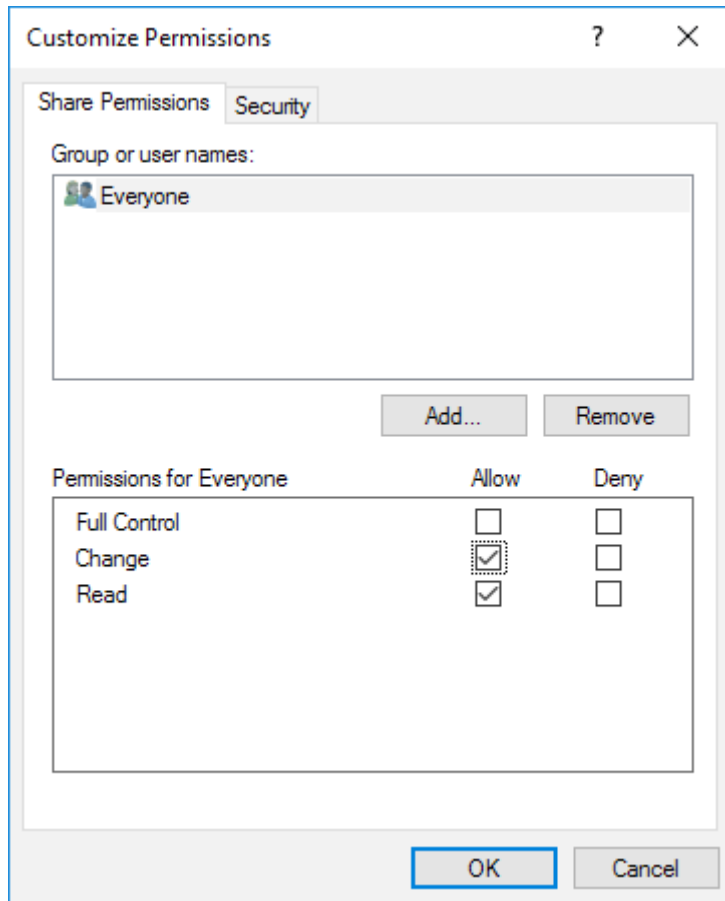 Customize Permissions ?
Share Permissions Security
Group or user names:
Everyone
Add... Remove
Permissions for Everyone Allow Deny
Full Control
Change
Read
OK Cancel